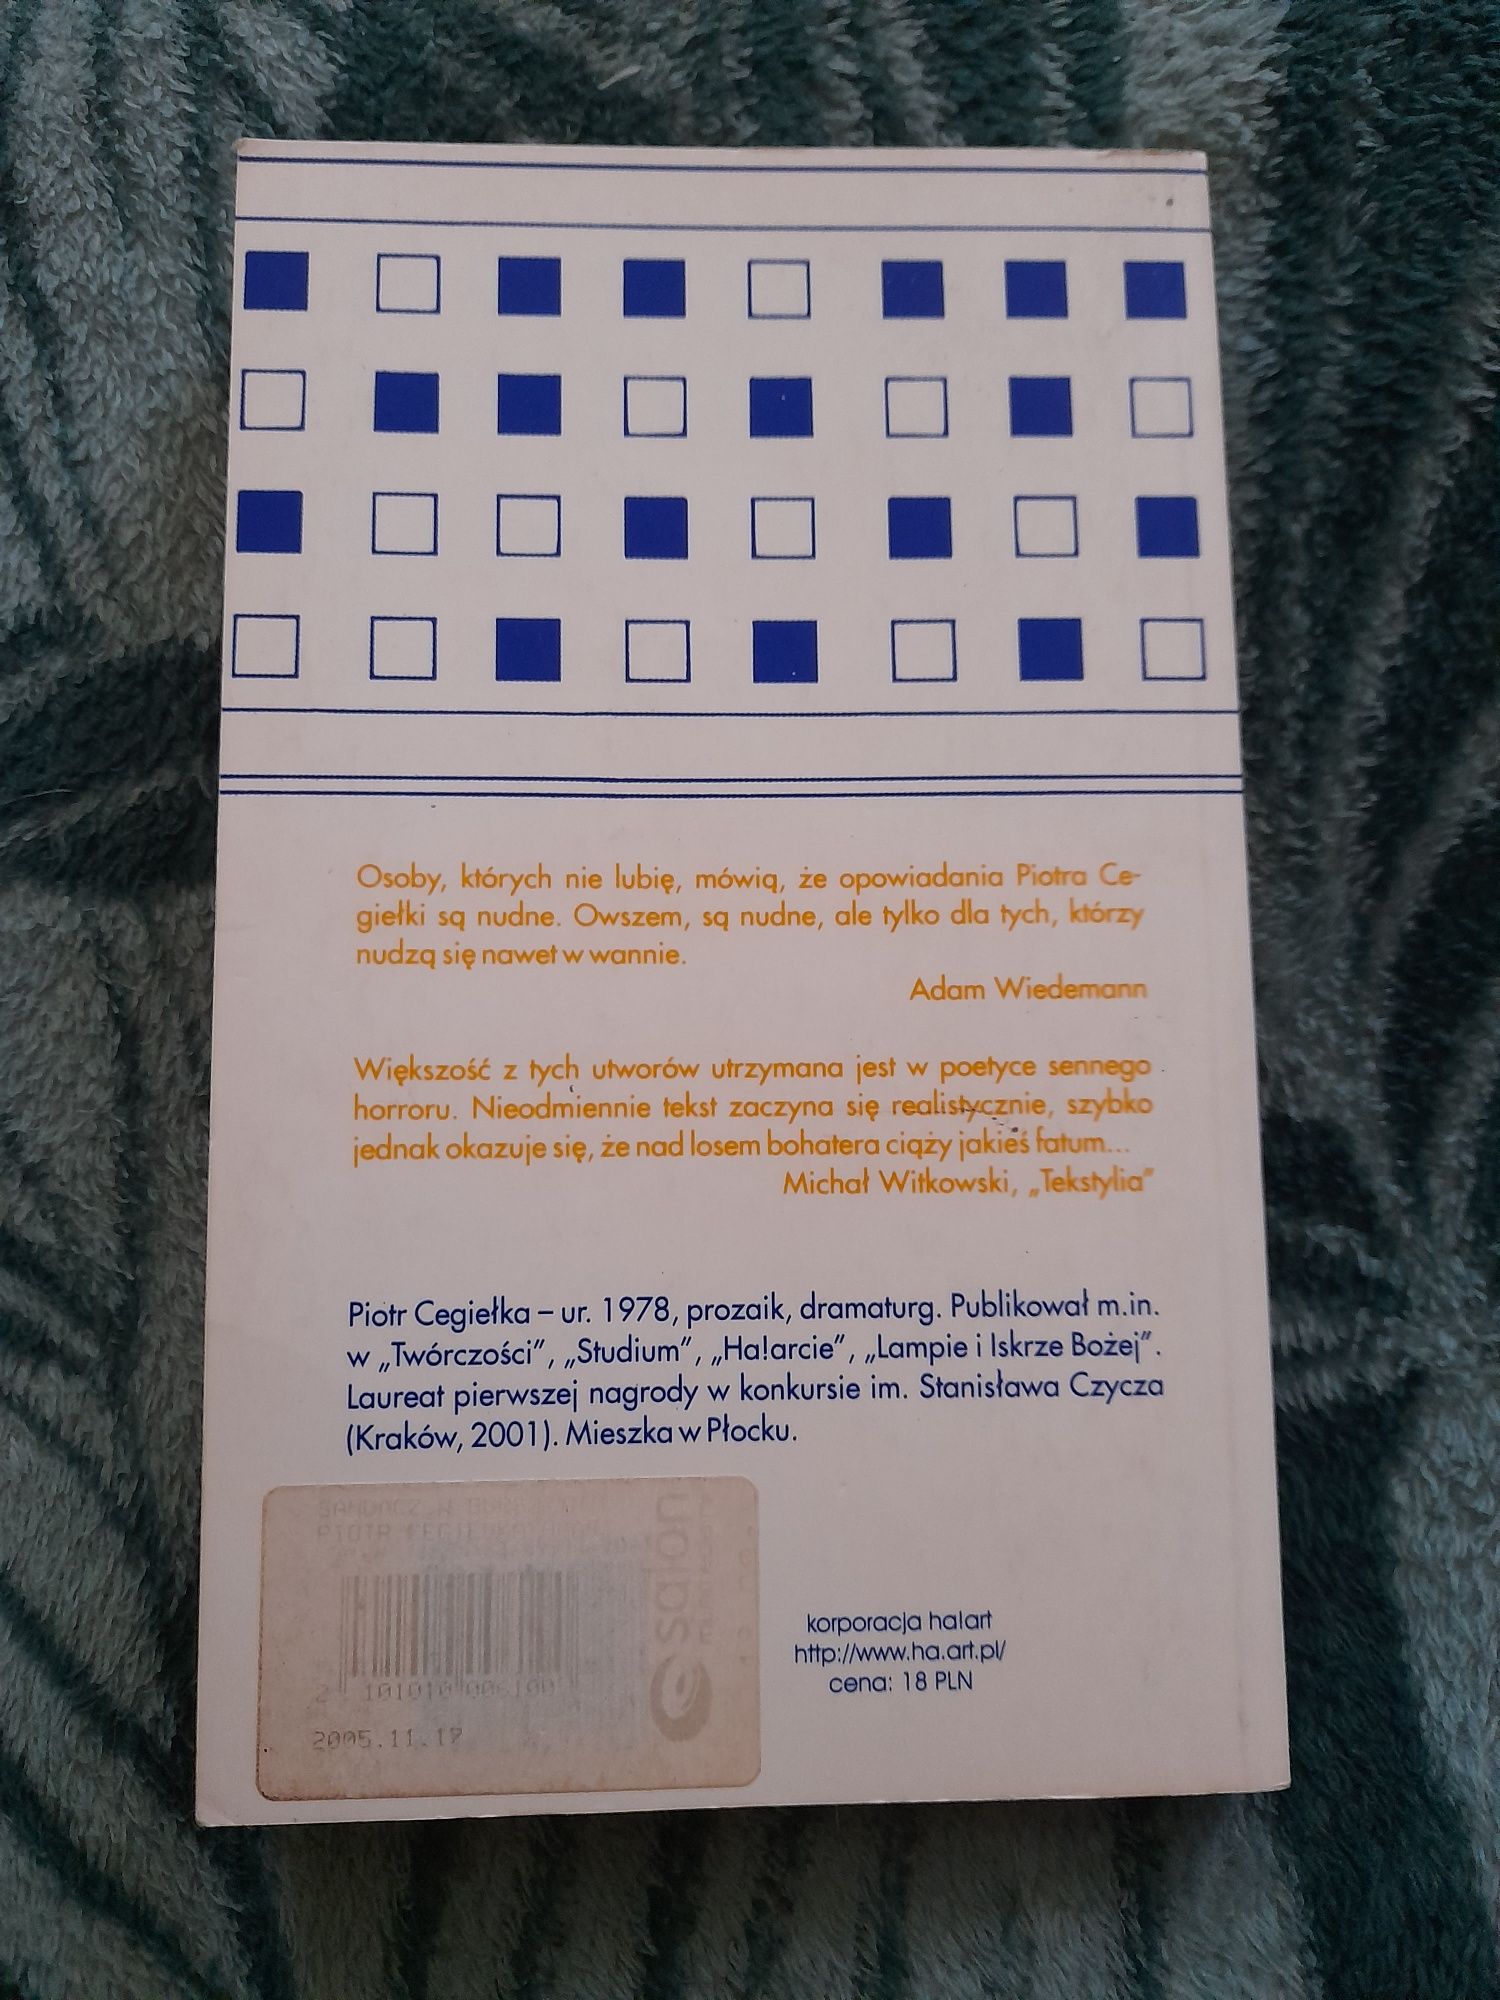 Osoby, których nie lubię, mówią, że opowiadania Piotra Ce-
giełki są nudne. Owszem, są nudne, ale tylko dla tych, którzy
nudzą się nawet w wannie.
Adam Wiedemann
Większość z tych utworów utrzymana jest w poetyce sennego
horroru. Nieodmiennie tekst zaczyna się realistycznie, szybko
jednak okazuje się, że nad losem bohatera ciąży jakieś fatum...
Michał Witkowski, „Tekstylia”
Piotr Cegiełka – ur. 1978, prozaik, dramaturg. Publikował m.in.
w „Twórczości”, „Studium”, „Ha!arcie”, „Lampie i Iskrze Bożej”.
Laureat pierwszej nagrody w konkursie im. Stanisława Czycza
(Kraków, 2001). Mieszka w Płocku.
PIOTR CEGIEŁKA
salon
2005.11.17
korporacja ha!art
http://www.ha.art.pl/
cena: 18 PLN